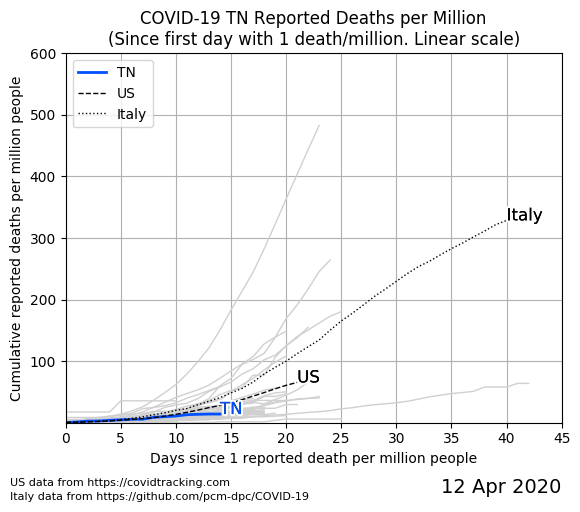 COVID-19 TN Reported Deaths per Million
(Since first day with 1 death/million. Linear scale)
Cumulative reported deaths per million people
600
500
400
300
200
100
TN
US
Italy
Italy
US
TN
0 5 10 15 20 25 30 35 40 45
Days since 1 reported death per million people
US data from https://covidtracking.com
Italy data from https://github.com/pcm-dpc/COVID-19
12 Apr 2020